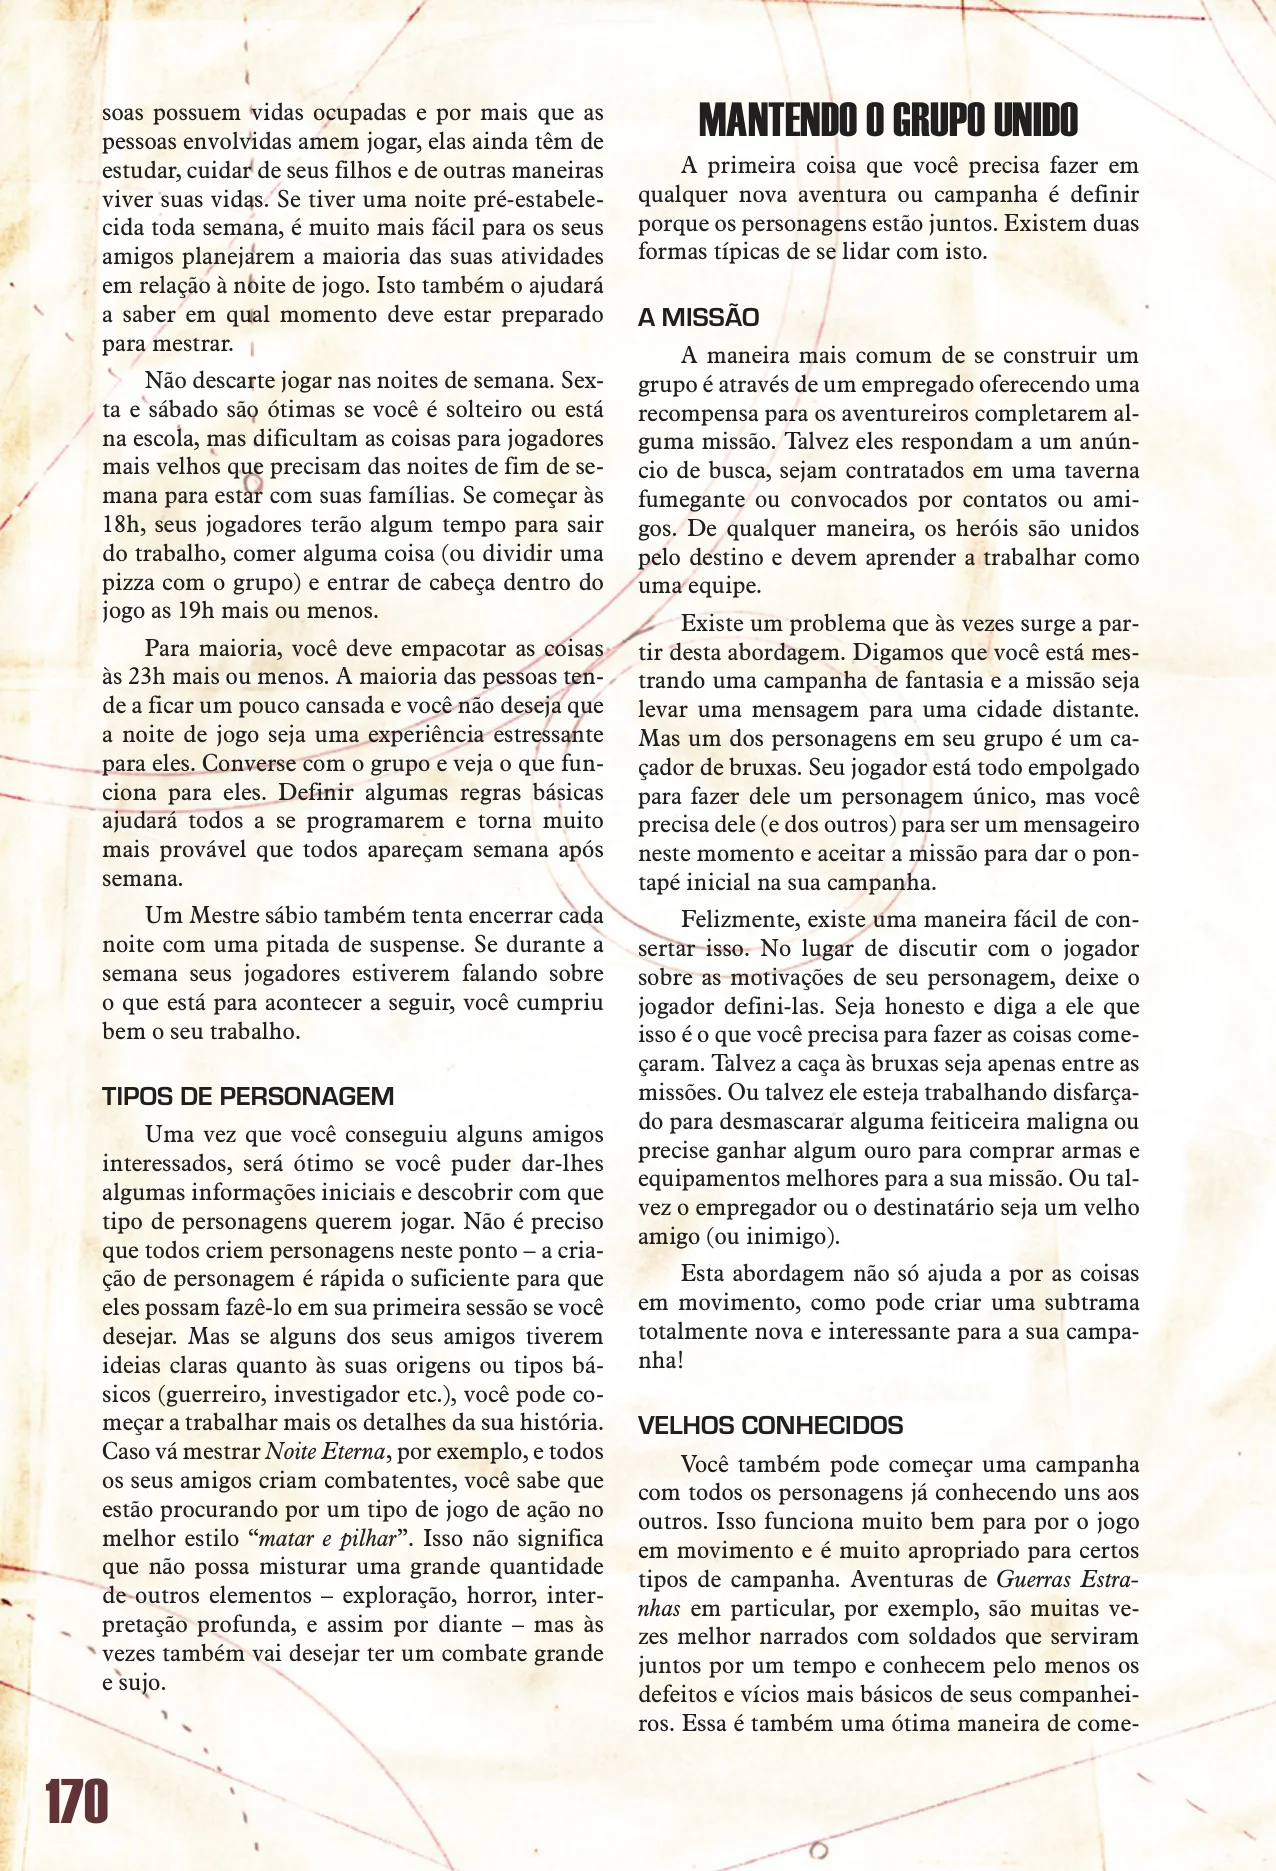 soas possuem vidas ocupadas e por mais que as
pessoas envolvidas amem jogar, elas ainda têm de
estudar, cuidar de seus filhos e de outras maneiras
viver suas vidas. Se tiver uma noite pré-estabele-
cida toda semana, é muito mais fácil para os seus
amigos planejarem a maioria das suas atividades
em relação à noite de jogo. Isto também o ajudará
a saber em qual momento deve estar preparado
para mestrar.
Não descarte jogar nas noites de semana. Sex-
ta e sábado são ótimas se você é solteiro ou está
na escola, mas dificultam as coisas para jogadores
mais velhos que precisam das noites de fim de se-
mana para estar com suas famílias. Se começar às
18h, seus jogadores terão algum tempo para sair
do trabalho, comer alguma coisa (ou dividir uma
pizza com o grupo) e entrar de cabeça dentro do
jogo as 19h mais ou menos.
Para maioria, você deve empacotar as coisas
às 23h mais ou menos. A maioria das pessoas ten-
de a ficar um pouco cansada e você não deseja que
a noite de jogo seja uma experiência estressante
para eles. Converse com o grupo e veja o que fun-
ciona para eles. Definir algumas regras básicas
ajudará todos a se programarem e torna muito
mais provável que todos apareçam semana após
semana.
Um Mestre sábio também tenta encerrar cada
noite com uma pitada de suspense. Se durante a
semana seus jogadores estiverem falando sobre
o que está para acontecer a seguir, você cumpriu
bem o seu trabalho.
TIPOS DE PERSONAGEM
Uma vez que você conseguiu alguns amigos
interessados, será ótimo se você puder dar-lhes
algumas informações iniciais e descobrir com que
tipo de personagens querem jogar. Não é preciso
que todos criem personagens neste ponto – a cria-
ção de personagem é rápida o suficiente para que
eles possam fazê-lo em sua primeira sessão se você
desejar. Mas se alguns dos seus amigos tiverem
ideias claras quanto às suas origens ou tipos bá-
sicos (guerreiro, investigador etc.), você pode co-
meçar a trabalhar mais os detalhes da sua história.
Caso vá mestrar Noite Eterna, por exemplo, e todos
os seus amigos criam combatentes, você sabe que
estão procurando por um tipo de jogo de ação no
melhor estilo “matar e pilhar”. Isso não significa
que não possa misturar uma grande quantidade
de outros elementos – exploração, horror, inter-
pretação profunda, e assim por diante – mas às
vezes também vai desejar ter um combate grande
e sujo.
MANTENDO O GRUPO UNIDO
A primeira coisa que você precisa fazer em
qualquer nova aventura ou campanha é definir
porque os personagens estão juntos. Existem duas
formas típicas de se lidar com isto.
A MISSÃO
A maneira mais comum de se construir um
grupo é através de um empregado oferecendo uma
recompensa para os aventureiros completarem al-
guma missão. Talvez eles respondam a um anún-
cio de busca, sejam contratados em uma taverna
fumegante ou convocados por contatos ou ami-
gos. De qualquer maneira, os heróis são unidos
pelo destino e devem aprender a trabalhar como
uma equipe.
Existe um problema que às vezes surge a par-
tir desta abordagem. Digamos que você está mes-
trando uma campanha de fantasia e a missão seja
levar uma mensagem para uma cidade distante.
Mas um dos personagens em seu grupo é um ca-
çador de bruxas. Seu jogador está todo empolgado
para fazer dele um personagem único, mas você
precisa dele (e dos outros) para ser um mensageiro
neste momento e aceitar a missão para dar o pon-
tapé inicial na sua campanha.
Felizmente, existe uma maneira fácil de con-
sertar isso. No lugar de discutir com o jogador
sobre as motivações de seu personagem, deixe o
jogador defini-las. Seja honesto e diga a ele que
isso é o que você precisa para fazer as coisas come-
çaram. Talvez a caça às bruxas seja apenas entre as
missões. Ou talvez ele esteja trabalhando disfarça-
do para desmascarar alguma feiticeira maligna ou
precise ganhar algum ouro para comprar armas e
equipamentos melhores para a sua missão. Ou tal-
vez o empregador ou o destinatário seja um velho
amigo (ou inimigo).
Esta abordagem não só ajuda a por as coisas
em movimento, como pode criar uma subtrama
totalmente nova e interessante para a sua campa-
nha!
VELHOS CONHECIDOS
Você também pode começar uma campanha
com todos os personagens já conhecendo uns aos
outros. Isso funciona muito bem para por o jogo
em movimento e é muito apropriado para certos
tipos de campanha. Aventuras de Guerras Estra-
nhas em particular, por exemplo, são muitas ve-
zes melhor narrados com soldados que serviram
juntos por um tempo e conhecem pelo menos os
defeitos e vícios mais básicos de seus companhei-
ros. Essa é também uma ótima maneira de come-
170